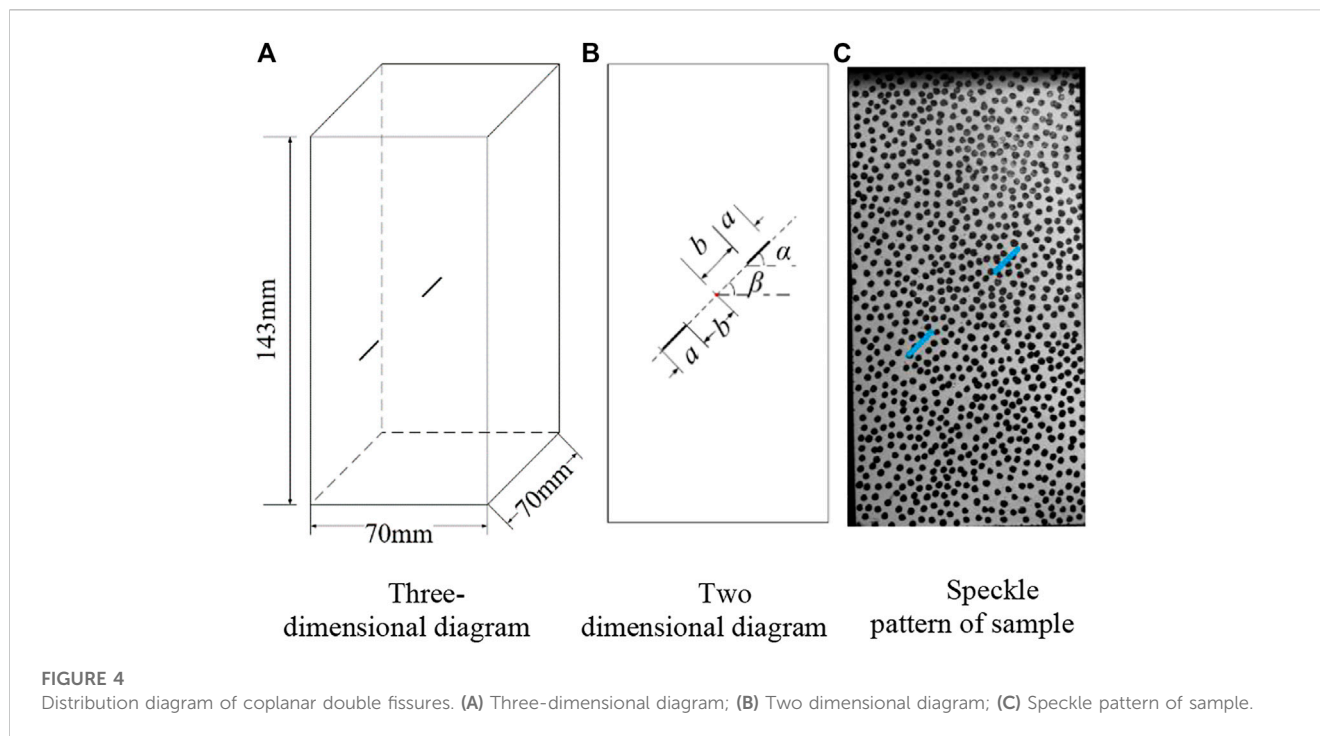 A
B
C
143mm
70mm
70mm
a
b
α
β
b
a
Three-
dimensional diagram
Two
dimensional diagram
Speckle
pattern of sample
FIGURE 4
Distribution diagram of coplanar double fissures. (A) Three-dimensional diagram; (B) Two dimensional diagram; (C) Speckle pattern of sample.